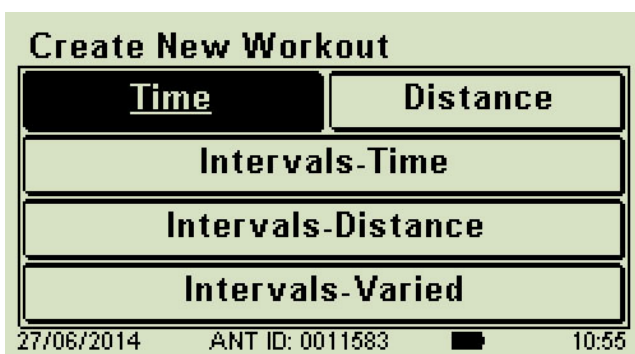 Create New Workout
Time Distance
Intervals-Time
Intervals-Distance
Intervals-Varied
27/06/2014 ANT ID: 0011583 10:55